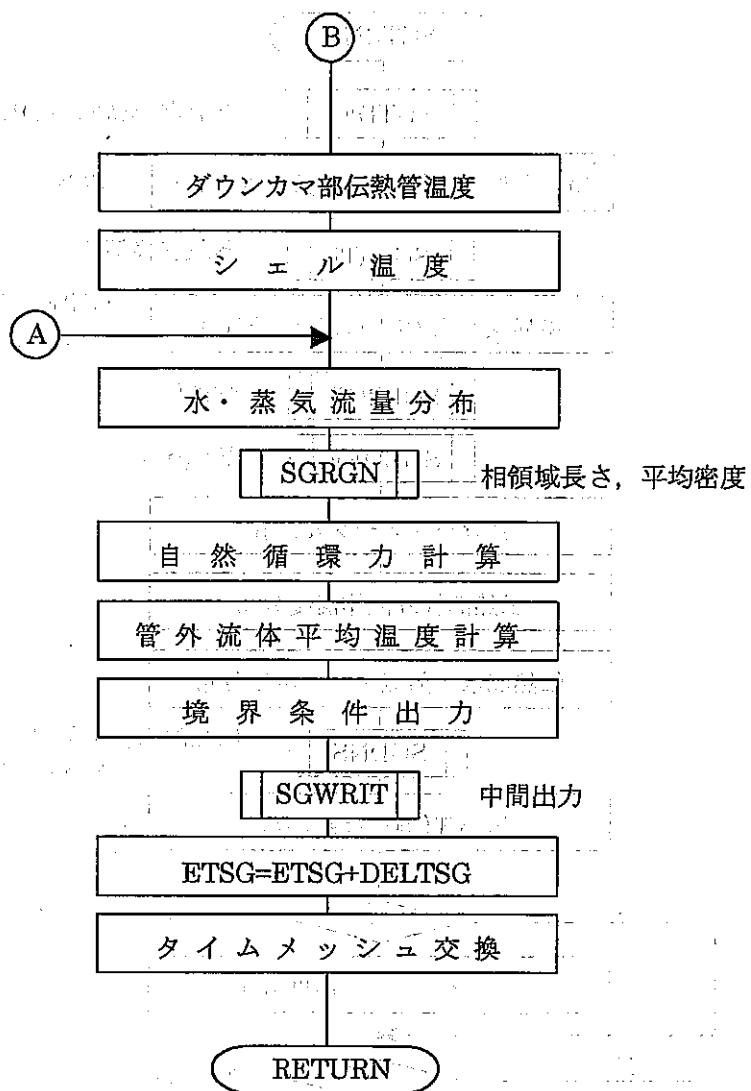 B
ダウンカマ部伝熱管温度
シェル温度
A
水・蒸気流量分布
SGRGN 相領域長さ，平均密度
自然循環力計算
管外流体平均温度計算
境界条件出力
SGWRIT 中間出力
ETSG=ETSG+DELTSG
タイムメッシュ交換
RETURN